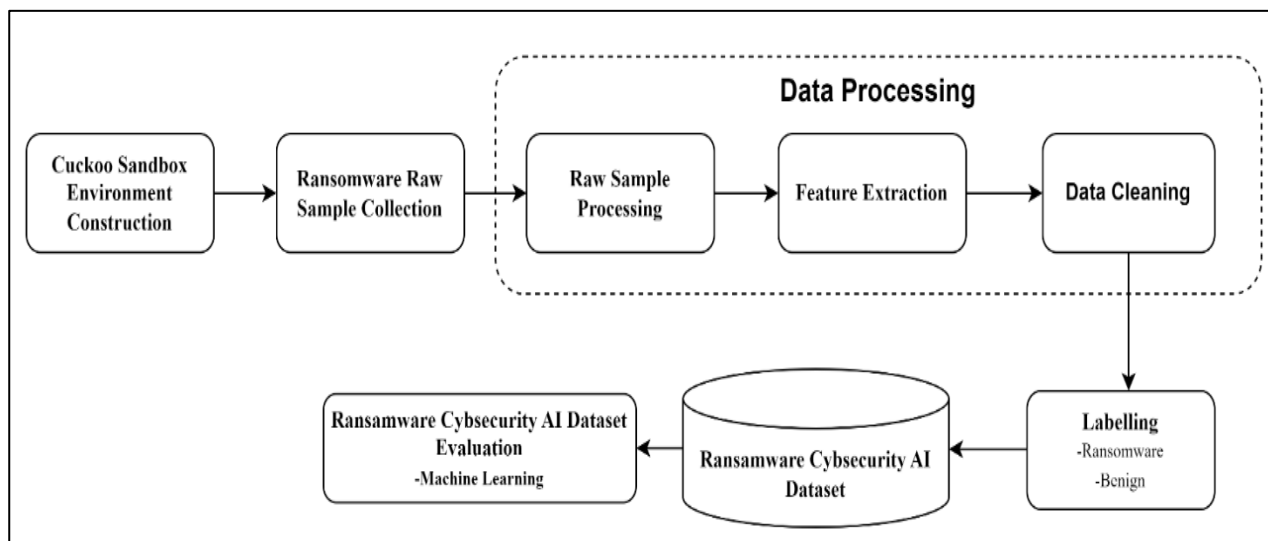 Data Processing
Cuckoo Sandbox
Environment
Construction
Ransomware Raw
Sample Collection
Raw Sample
Processing
Feature Extraction
Data Cleaning
Labelling
-Ransomware
-Benign
Ransamware Cybsecurity AI
Dataset
Ransamware Cybsecurity AI Dataset
Evaluation
-Machine Learning